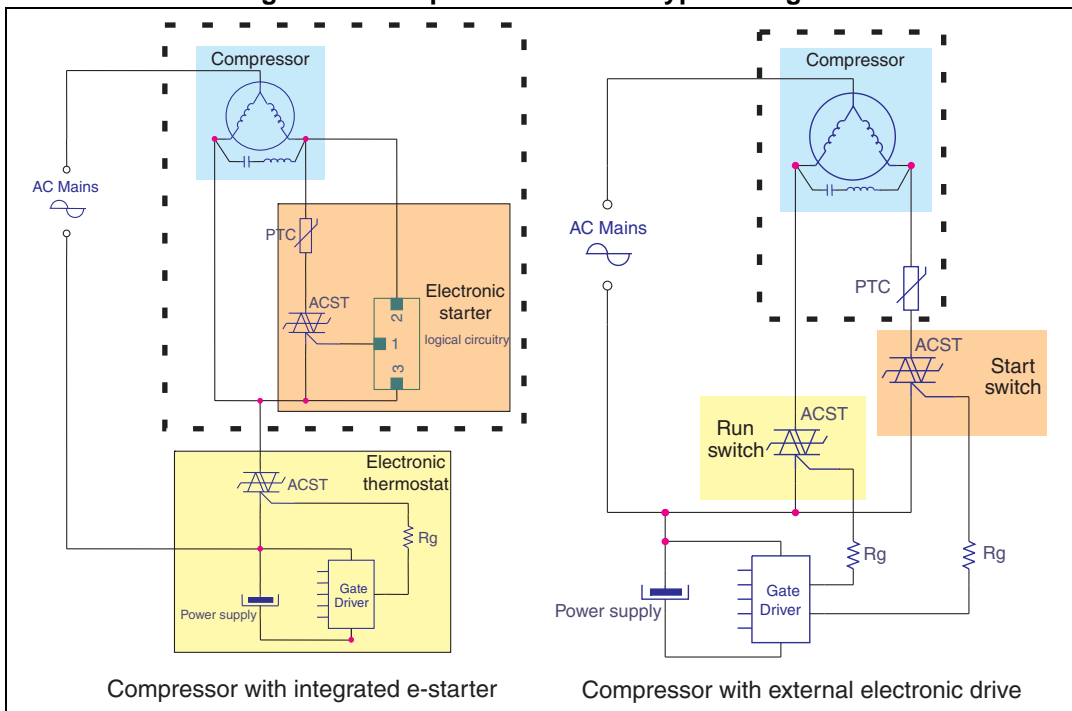 Compressor
AC Mains
PTC
ACST
Electronic
starter
logical circuitry
2
1
3
Electronic
thermostat
ACST
Rg
Gate
Driver
Power supply
Compressor with integrated e-starter
Compressor
AC Mains
PTC
ACST
Start
switch
ACST
Run
switch
Rg
Rg
Gate
Driver
Power supply
Compressor with external electronic drive